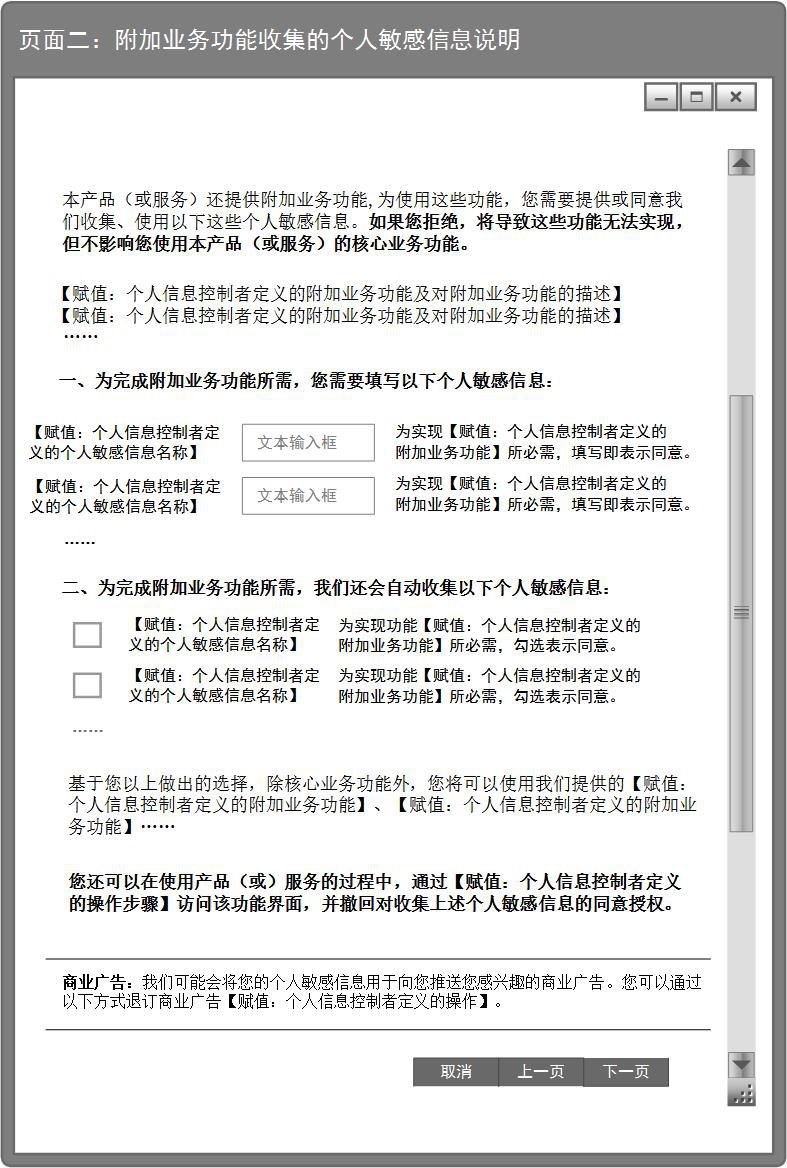 页面二：附加业务功能收集的个人敏感信息说明
本产品（或服务）还提供附加业务功能,为使用这些功能，您需要提供或同意我
们收集、使用以下这些个人敏感信息。如果您拒绝，将导致这些功能无法实现，
但不影响您使用本产品（或服务）的核心业务功能。
【赋值：个人信息控制者定义的附加业务功能及对附加业务功能的描述】
【赋值：个人信息控制者定义的附加业务功能及对附加业务功能的描述】
……
一、为完成附加业务功能所需，您需要填写以下个人敏感信息：
【赋值：个人信息控制者定
义的个人敏感信息名称】
文本输入框
为实现【赋值：个人信息控制者定义的
附加业务功能】所必需，填写即表示同意。
【赋值：个人信息控制者定
义的个人敏感信息名称】
文本输入框
为实现【赋值：个人信息控制者定义的
附加业务功能】所必需，填写即表示同意。
……
二、为完成附加业务功能所需，我们还会自动收集以下个人敏感信息：
【赋值：个人信息控制者定
义的个人敏感信息名称】
为实现功能【赋值：个人信息控制者定义的
附加业务功能】所必需，勾选表示同意。
【赋值：个人信息控制者定
义的个人敏感信息名称】
为实现功能【赋值：个人信息控制者定义的
附加业务功能】所必需，勾选表示同意。
……
基于您以上做出的选择，除核心业务功能外，您将可以使用我们提供的【赋值：
个人信息控制者定义的附加业务功能】、【赋值：个人信息控制者定义的附加业
务功能】……
您还可以在使用产品（或）服务的过程中，通过【赋值：个人信息控制者定义
的操作步骤】访问该功能界面，并撤回对收集上述个人敏感信息的同意授权。
商业广告：我们可能会将您的个人敏感信息用于向您推送您感兴趣的商业广告。您可以通过
以下方式退订商业广告【赋值：个人信息控制者定义的操作】。
取消 上一页 下一页